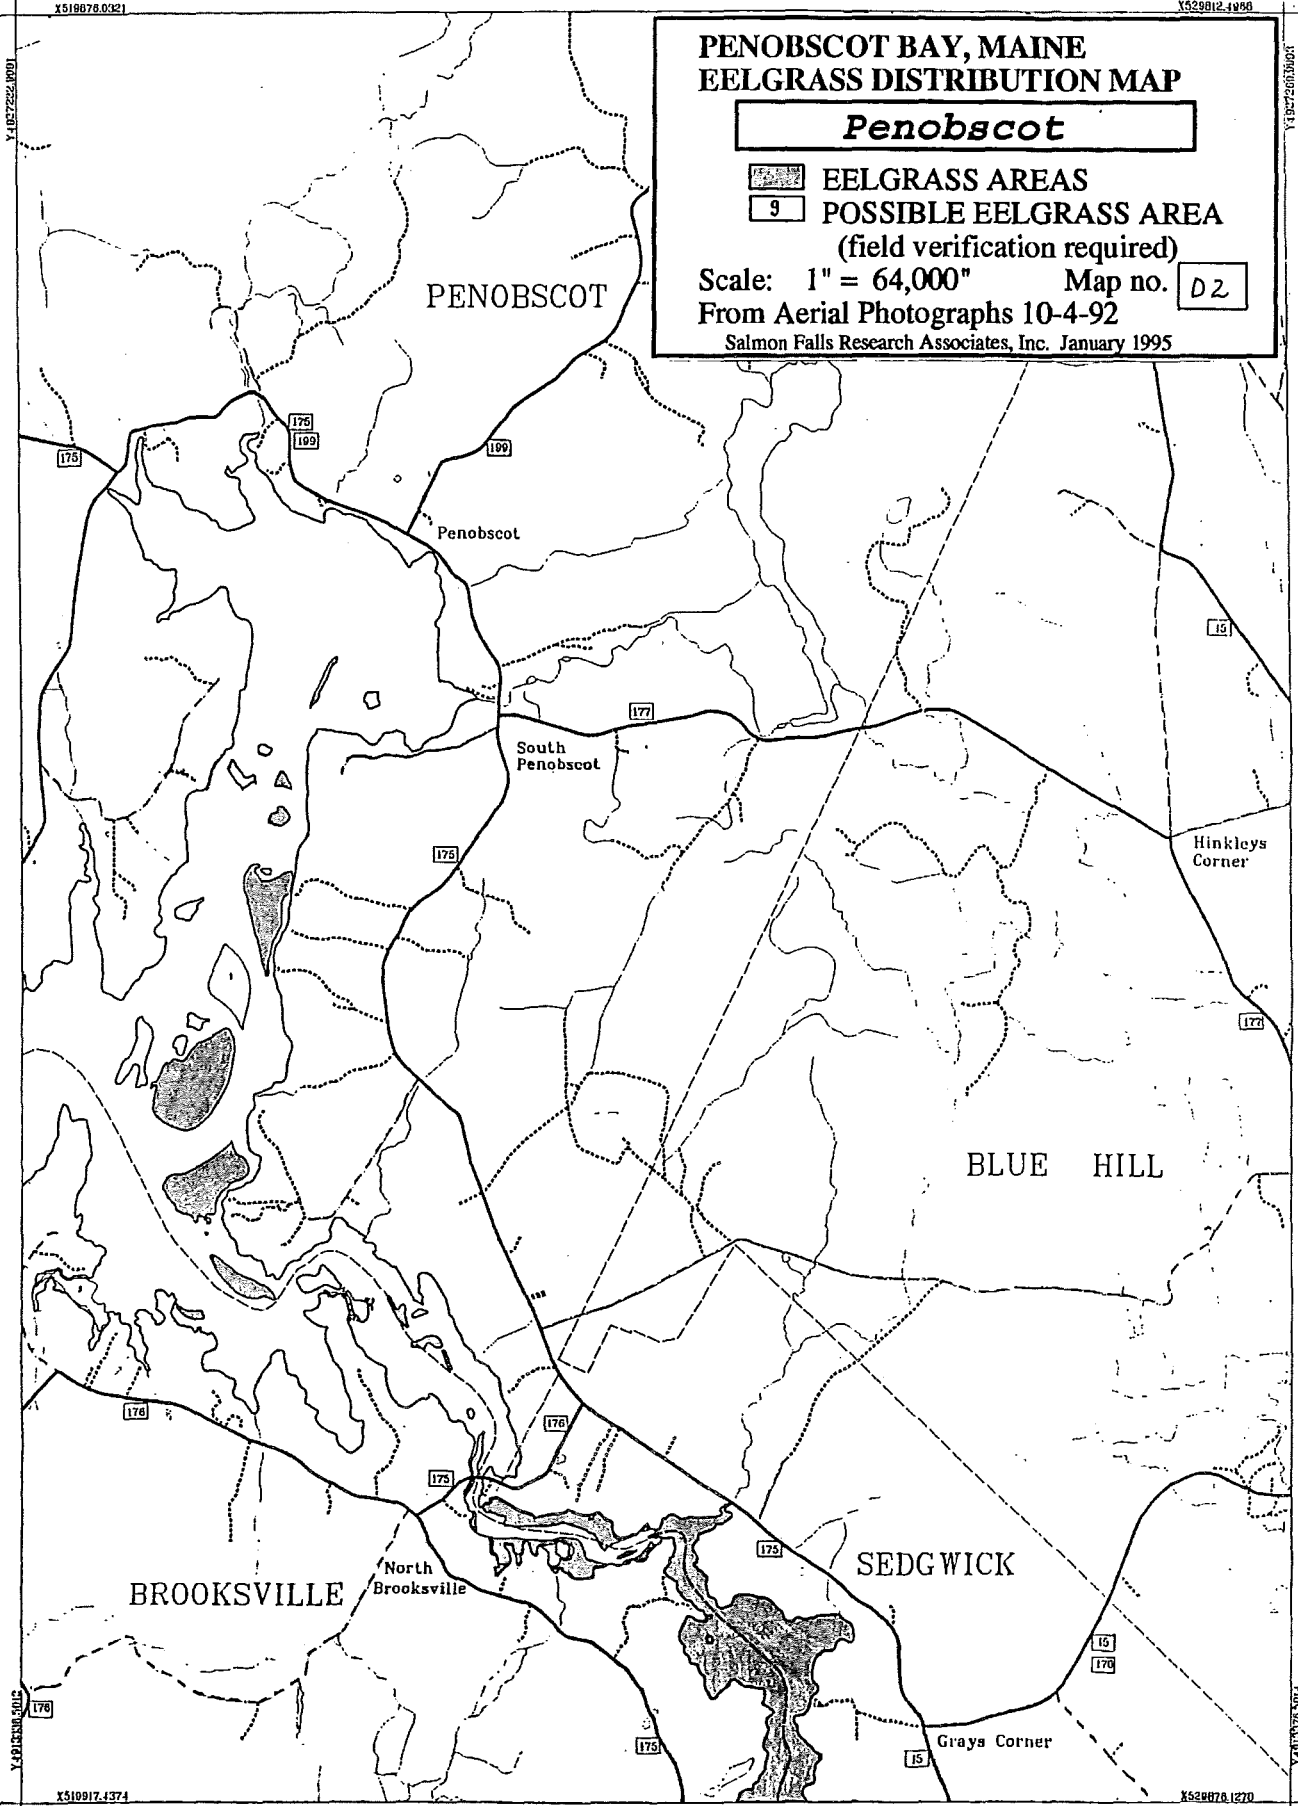 X519876.0321
X529812.4966
PENOBSCOT BAY, MAINE
EELGRASS DISTRIBUTION MAP
Penobscot
EELGRASS AREAS
9 POSSIBLE EELGRASS AREA
(field verification required)
Scale: 1" = 64,000" Map no. D2
From Aerial Photographs 10-4-92
Salmon Falls Research Associates, Inc. January 1995
PENOBSCOT
175
199
175
199
Penobscot
15
177
South
Penobscot
175
Hinkleys
Corner
177
BLUE HILL
176
176
175
North
Brooksville
BROOKSVILLE
175
SEDGWICK
15
170
176
175
Grays Corner
15
X519917.4374
X529876.1270